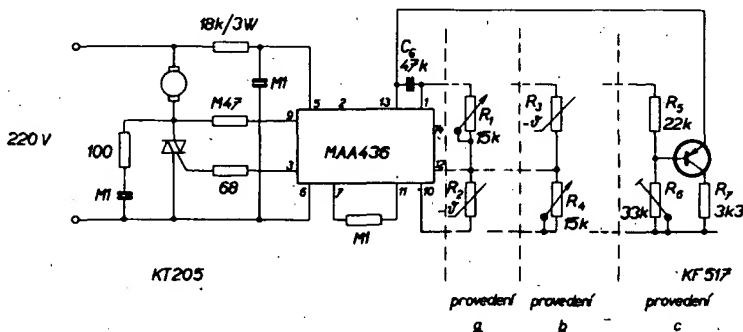 18k/3W
C6
47k
M1
13
1
5
2
R1
15k
R3
-ϑ
R5
22k
M47
9
14
220 V
100
MAA436
12
68
3
R2
-ϑ
R4
15k
R6
33k
R7
3k3
M1
6
7
11
10
M1
KT205
KF517
provedení
a
provedení
b
provedení
c